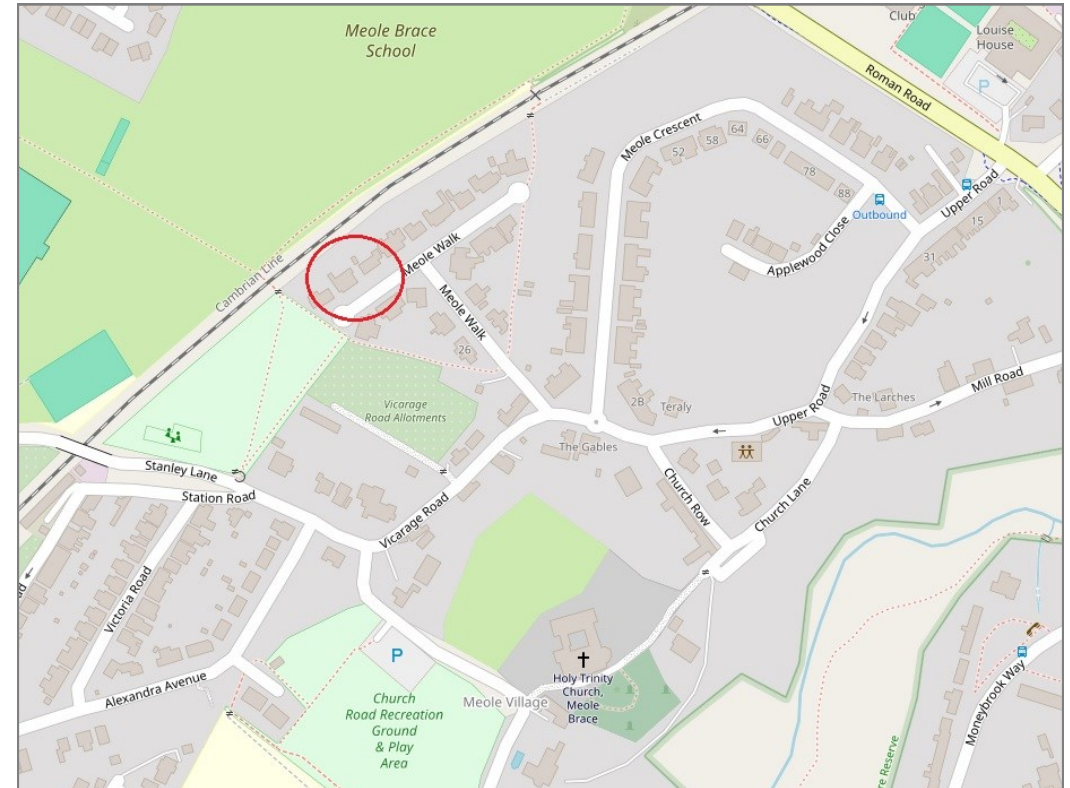 Meole Brace
School
Club
Louise
House
P
Roman Road
Meole Crescent
52
58
64
66
78
88
Outbound
Upper Road
1
15
31
Applewood Close
Cambrian Line
Meole Walk
Meole Walk
26
Vicarage
Road Allotments
2B
Teraly
The Gables
Upper Road
The Larches
Mill Road
Stanley Lane
Station Road
Vicarage Road
Church Row
Church Lane
Victoria Road
Alexandra Avenue
P
Church
Road Recreation
Ground
& Play
Area
Meole Village
Holy Trinity
Church,
Meole
Brace
Moneybrook Way
re Reserve